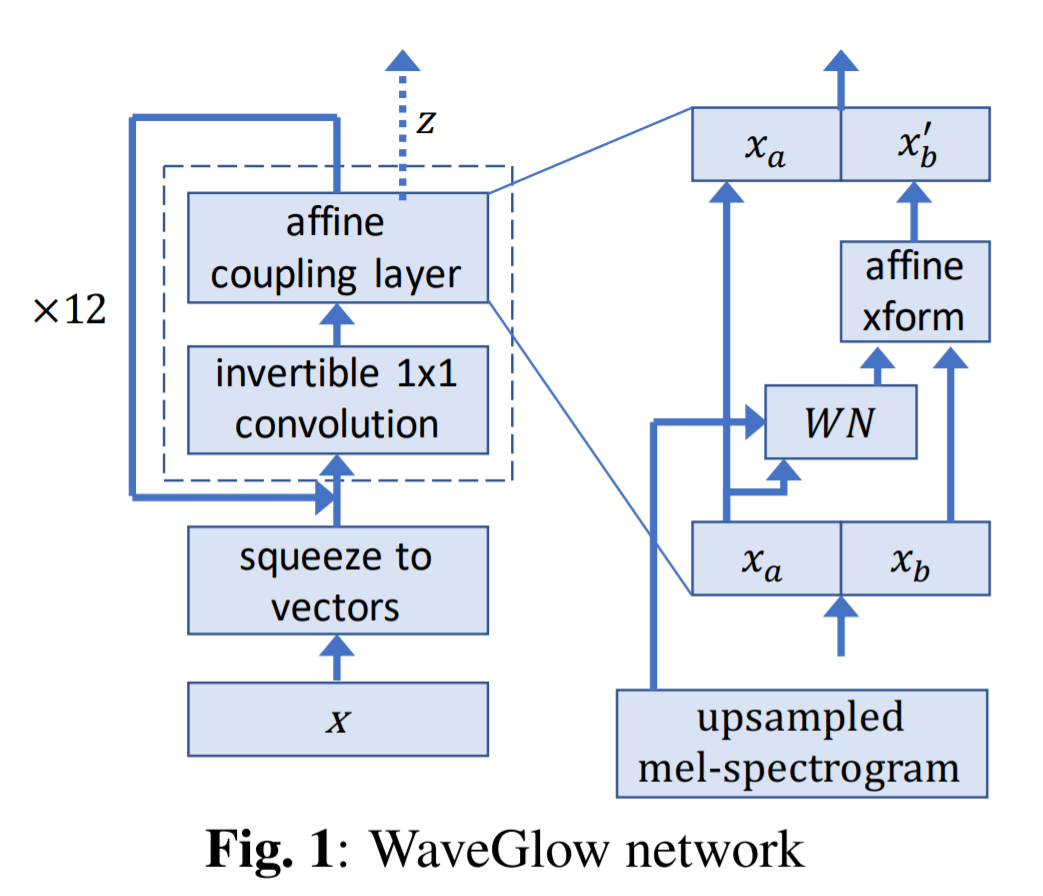 z
affine
coupling layer
×12
invertible 1x1
convolution
squeeze to
vectors
x
x_a
x_b′
affine
xform
WN
x_a
x_b
upsampled
mel-spectrogram
Fig. 1: WaveGlow network